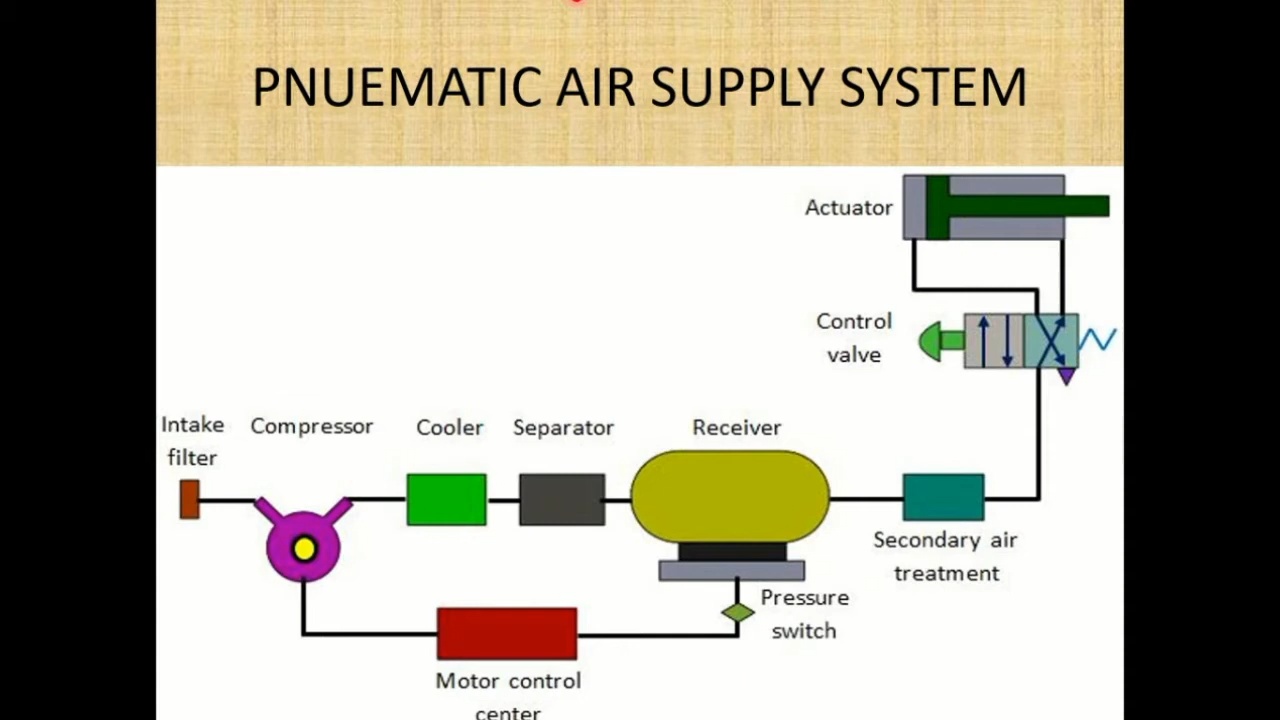 PNUEMATIC AIR SUPPLY SYSTEM
Actuator
Control
valve
Intake
filter
Compressor
Cooler
Separator
Receiver
Secondary air
treatment
Pressure
switch
Motor control
center